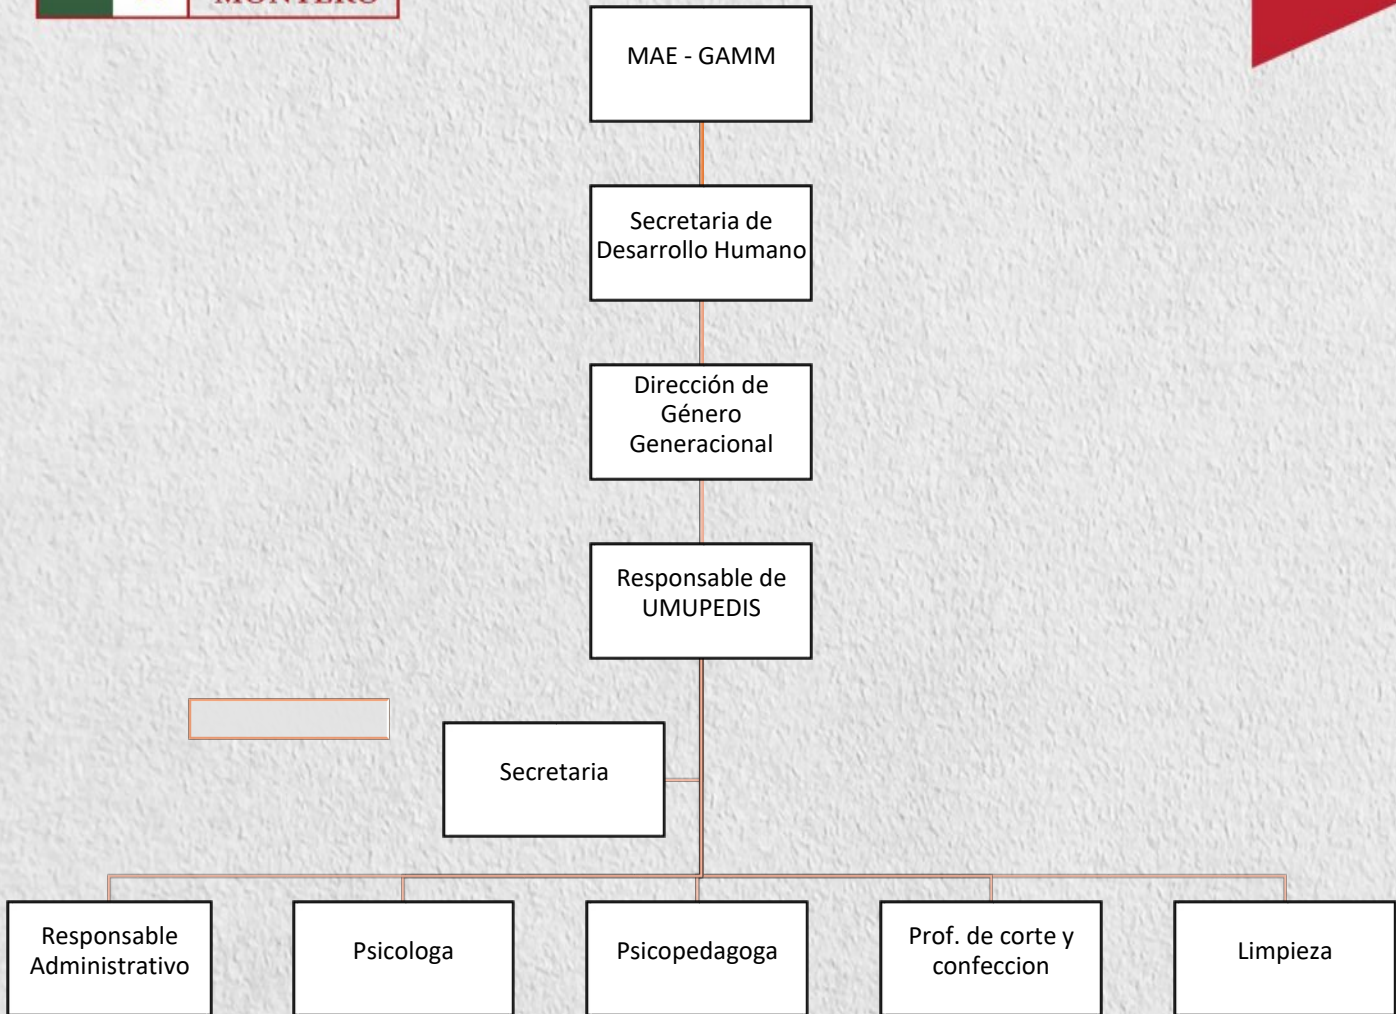 MONTERO
MAE - GAMM
Secretaria de
Desarrollo Humano
Dirección de
Género
Generacional
Responsable de
UMUPEDIS
Secretaria
Responsable
Administrativo
Psicologa
Psicopedagoga
Prof. de corte y
confeccion
Limpieza